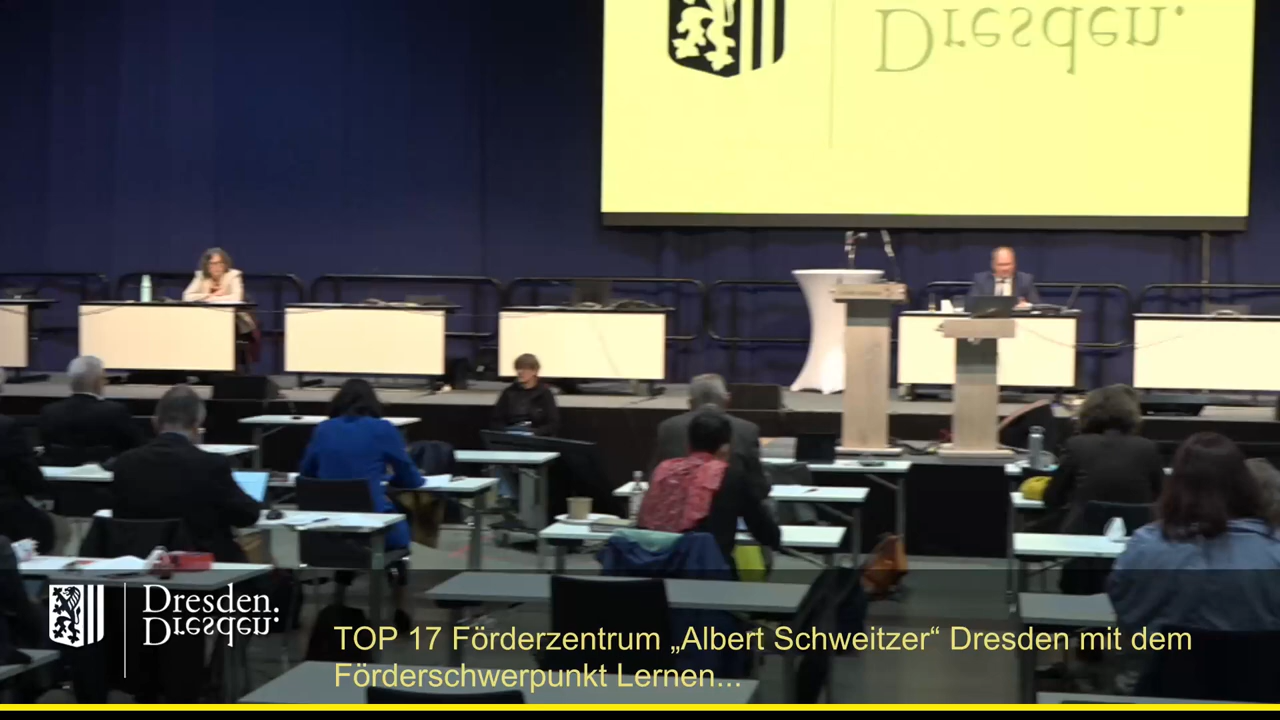 Dresden.
Dresden.
Dresden.
TOP 17 Förderzentrum „Albert Schweitzer“ Dresden mit dem
Förderschwerpunkt Lernen...